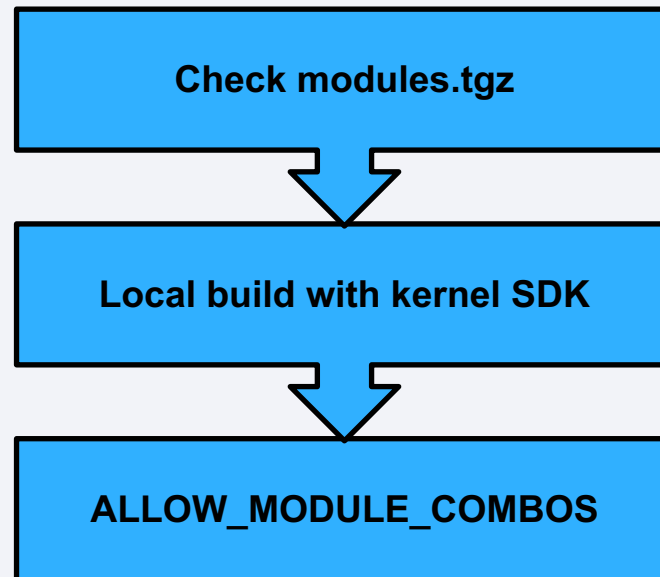 Check modules.tgz
Local build with kernel SDK
ALLOW_MODULE_COMBOS